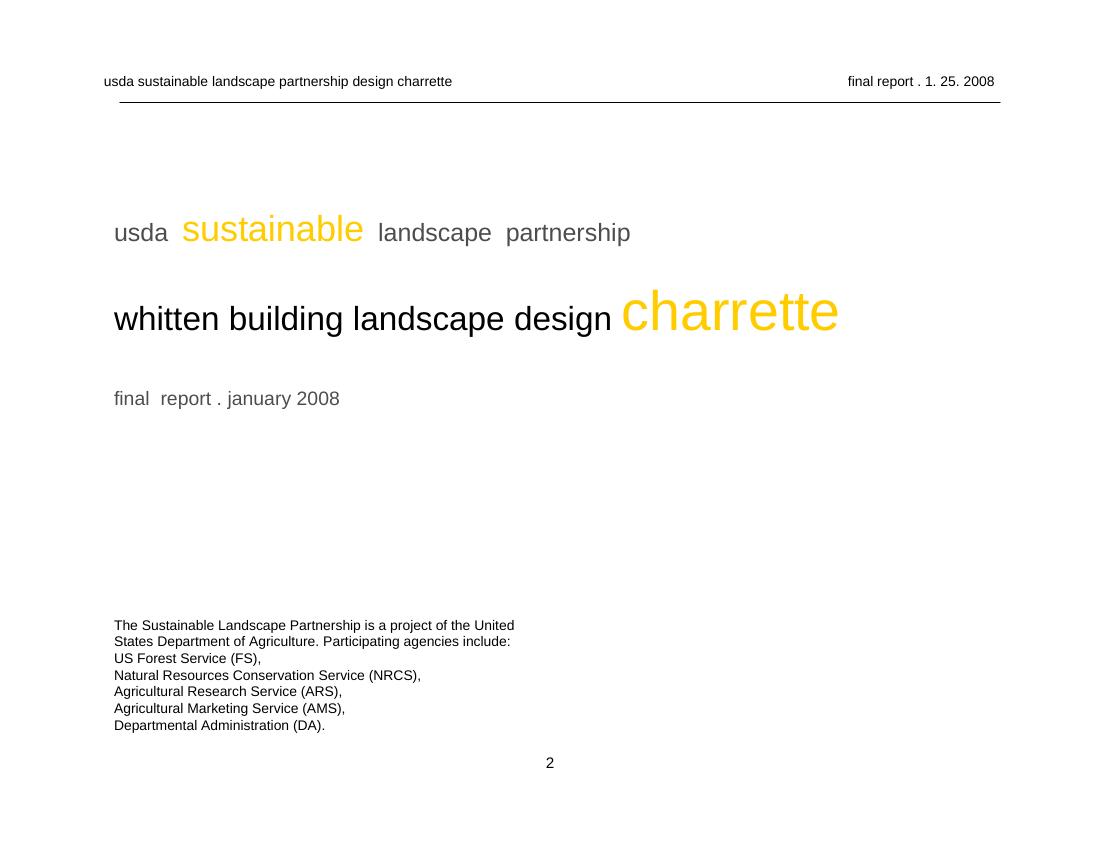 usda sustainable landscape partnership design charrette final report . 1. 25. 2008
usda sustainable landscape partnership
whitten building landscape design charrette
final report . january 2008
The Sustainable Landscape Partnership is a project of the United
States Department of Agriculture. Participating agencies include:
US Forest Service (FS),
Natural Resources Conservation Service (NRCS),
Agricultural Research Service (ARS),
Agricultural Marketing Service (AMS),
Departmental Administration (DA).
2